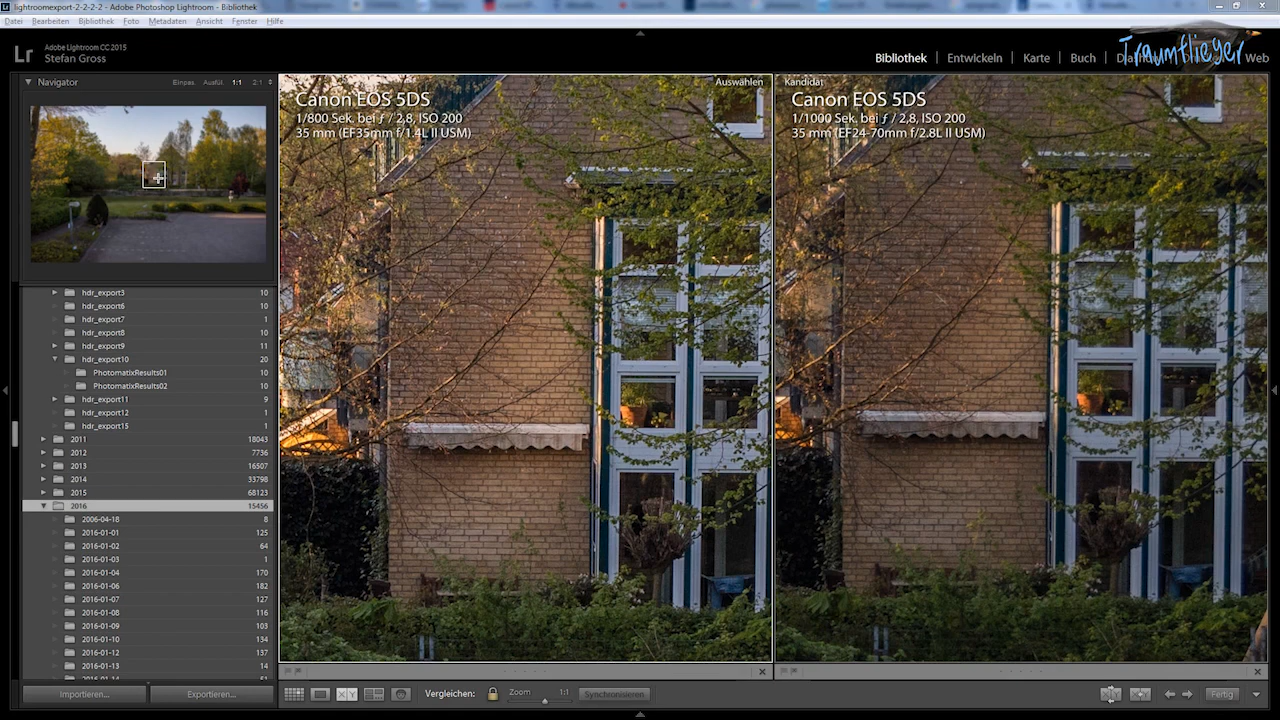 lightroomexport-2-2-2-2 - Adobe Photoshop Lightroom - Bibliothek
Datei Bearbeiten Bibliothek Foto Metadaten Ansicht Fenster Hilfe
Lr
Adobe Lightroom CC 2015
Stefan Gross
Bibliothek | Entwickeln | Karte | Buch | Web
Traumflieger
Navigator Einpas. Ausfül. 1:1 2:1
Auswählen
Canon EOS 5DS
1/800 Sek. bei ƒ / 2,8, ISO 200
35 mm (EF35mm f/1.4L II USM)
Kandidat
Canon EOS 5DS
1/1000 Sek. bei ƒ / 2,8, ISO 200
35 mm (EF24-70mm f/2.8L II USM)
hdr_export3 10
hdr_export6 10
hdr_export7 1
hdr_export8 10
hdr_export9 11
hdr_export10 20
PhotomatixResults01 10
PhotomatixResults02 10
hdr_export11 9
hdr_export12 1
hdr_export15 1
2011 18043
2012 7736
2013 16507
2014 33798
2015 68123
2016 15456
2006-04-18 8
2016-01-01 125
2016-01-02 64
2016-01-03 1
2016-01-04 170
2016-01-06 182
2016-01-07 127
2016-01-08 116
2016-01-09 103
2016-01-10 134
2016-01-12 137
2016-01-13 14
Importieren... Exportieren...
XY Vergleichen: Zoom 1:1 Synchronisieren Fertig